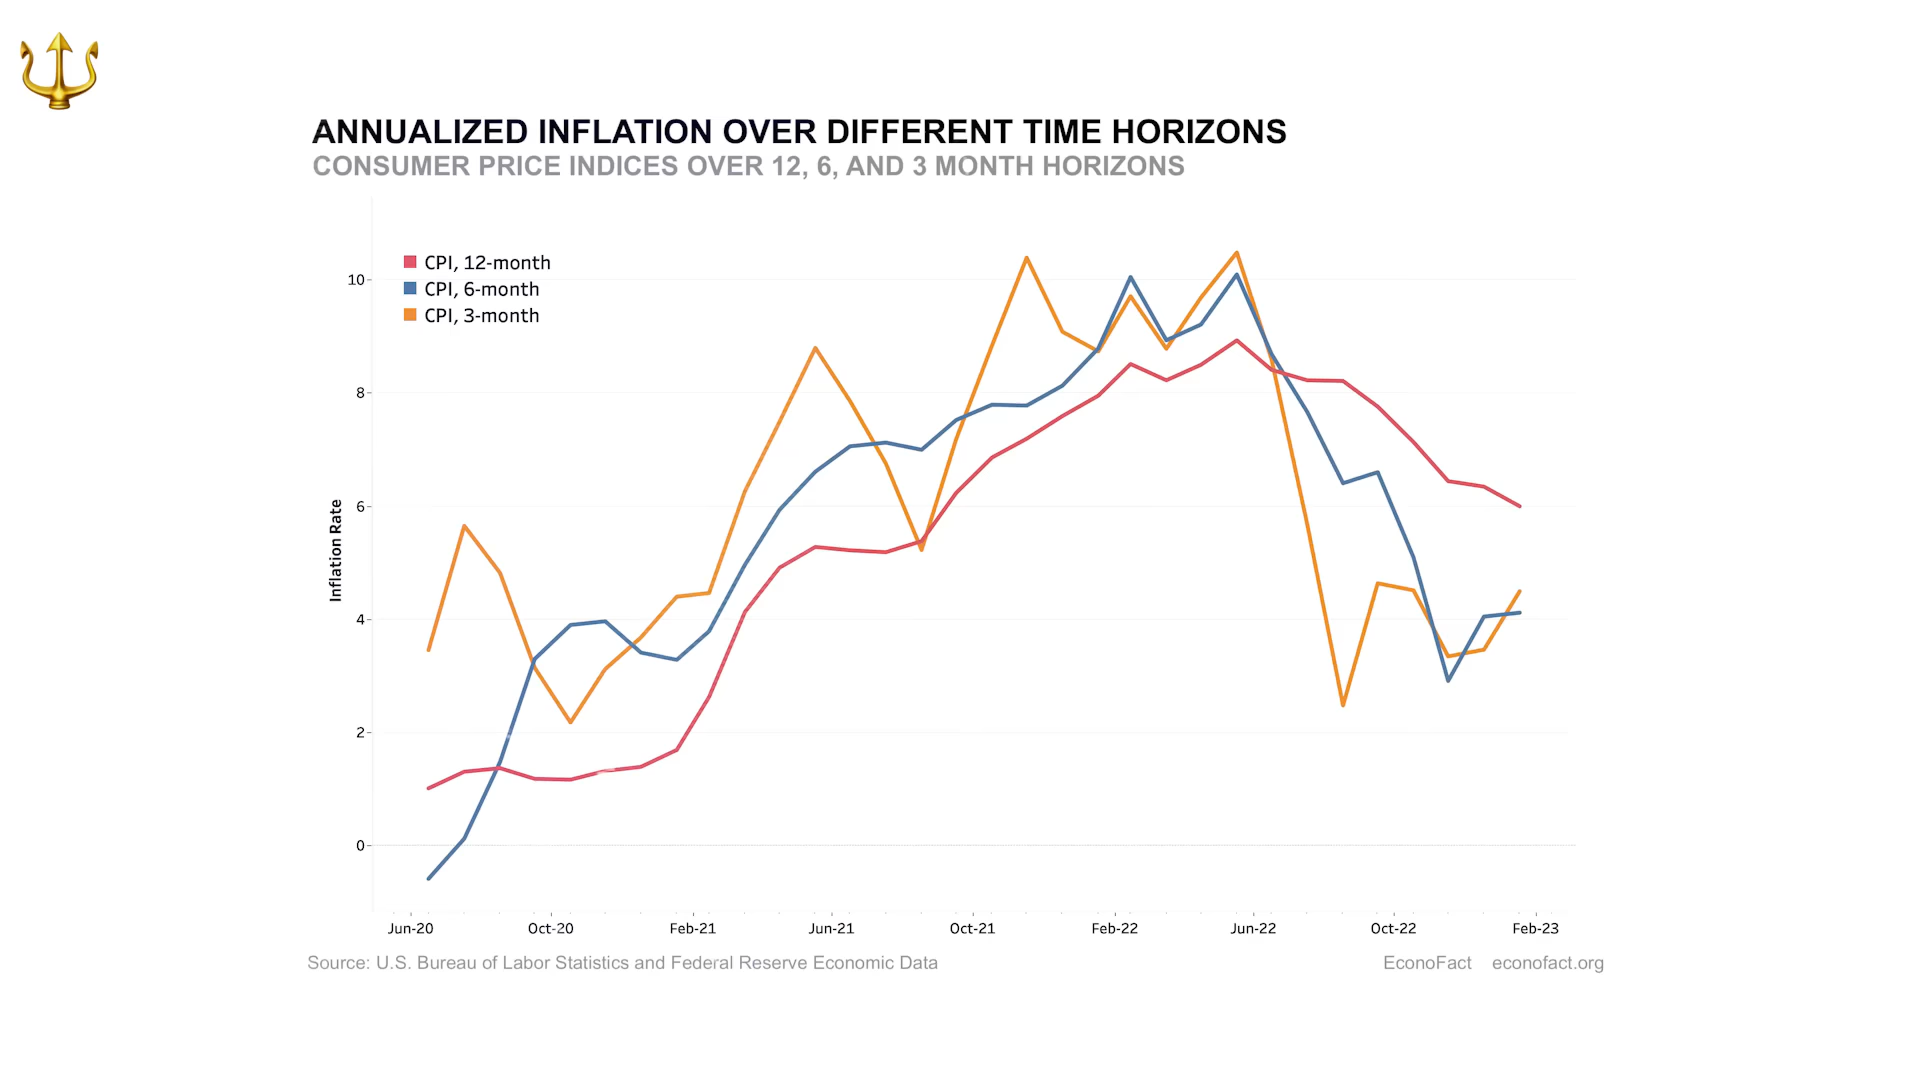 ANNUALIZED INFLATION OVER DIFFERENT TIME HORIZONS
CONSUMER PRICE INDICES OVER 12, 6, AND 3 MONTH HORIZONS
CPI, 12-month
CPI, 6-month
CPI, 3-month
10
8
6
4
2
0
Inflation Rate
Jun-20 Oct-20 Feb-21 Jun-21 Oct-21 Feb-22 Jun-22 Oct-22 Feb-23
Source: U.S. Bureau of Labor Statistics and Federal Reserve Economic Data
EconoFact econofact.org